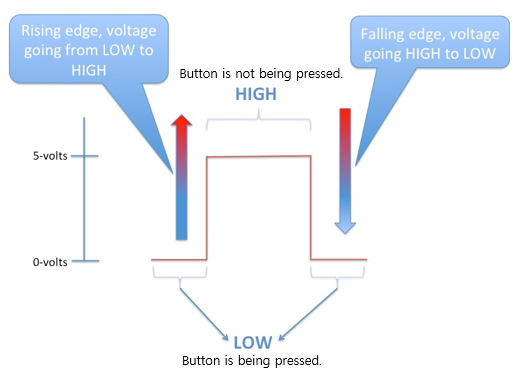 Rising edge, voltage
going from LOW to
HIGH
Falling edge, voltage
going HIGH to LOW
Button is not being pressed.
HIGH
5-volts
0-volts
LOW
Button is being pressed.